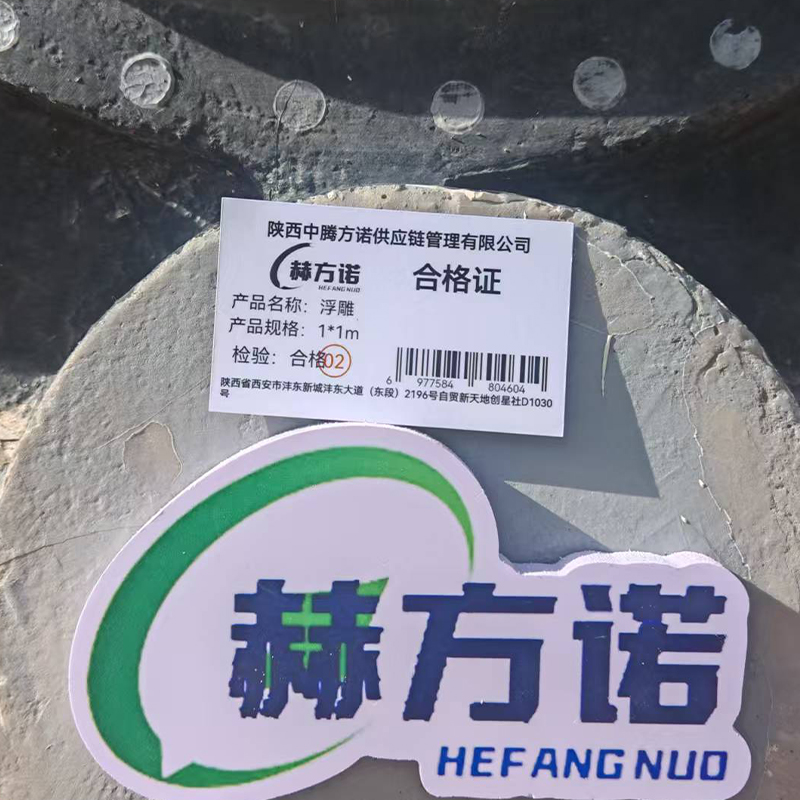 陕西中腾方诺供应链管理有限公司
赫方诺
HEFANGNUO
合格证
产品名称：浮雕
产品规格：1*1m
检验：合格02
6 977584 804604
陕西省西安市沣东新城沣东大道（东段）2196号自贸新天地创星社D1030
号
赫方诺
HEFANGNUO